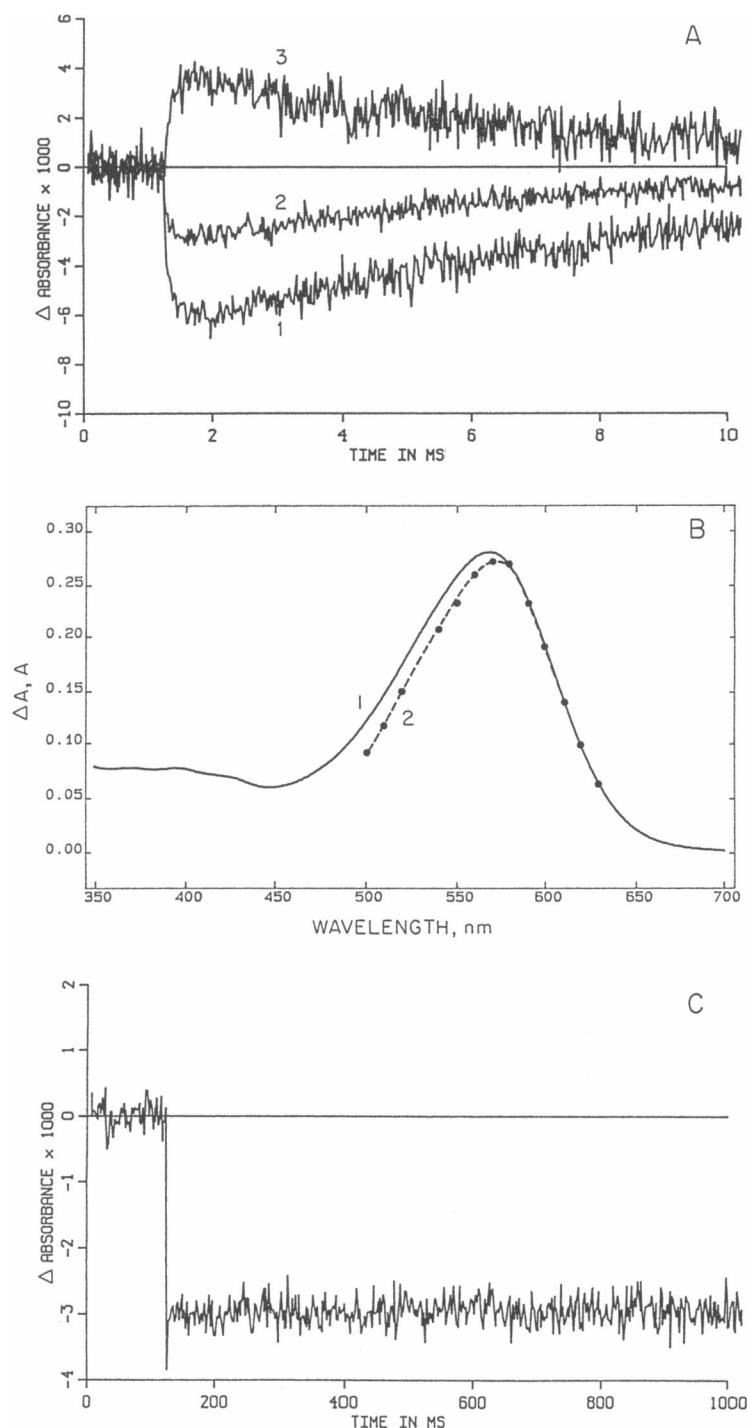 A
6
4
2
0
-2
-4
-6
-8
-10
Δ ABSORBANCE × 1000
3
2
1
0 2 4 6 8 10
TIME IN MS
B
0.30
0.25
0.20
0.15
0.10
0.05
0.00
ΔA, A
1
2
350 400 450 500 550 600 650 700
WAVELENGTH, nm
C
2
1
0
-1
-2
-3
-4
Δ ABSORBANCE × 1000
0 200 400 600 800 1000
TIME IN MS